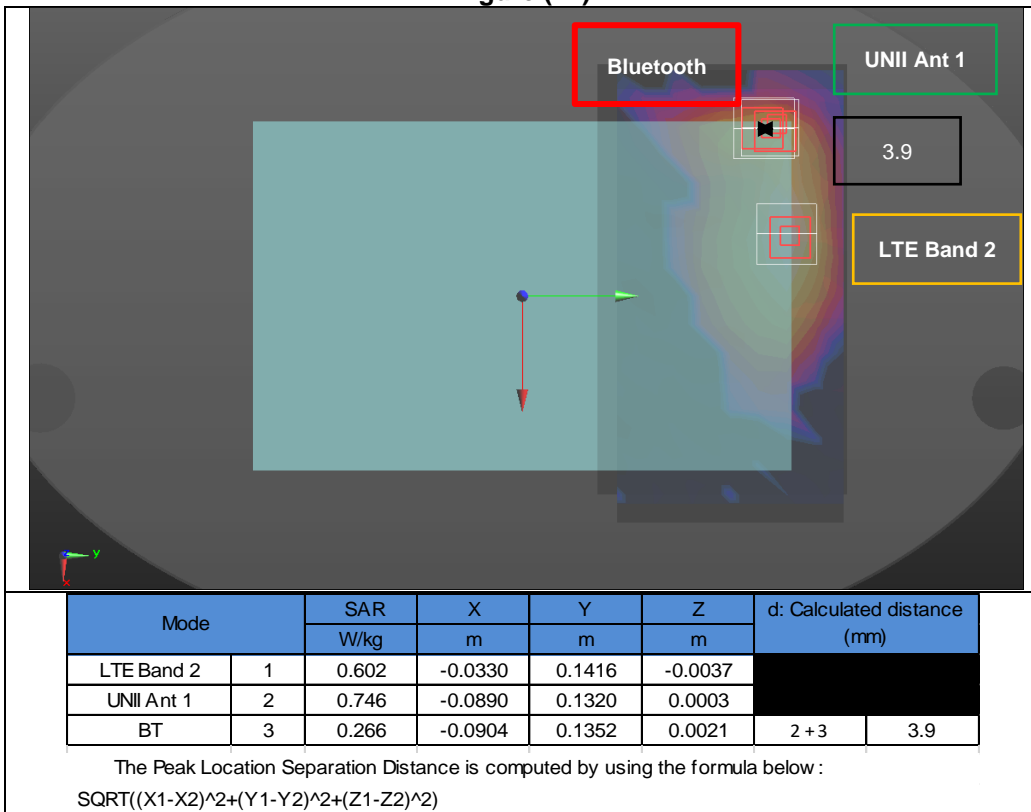 Bluetooth
UNII Ant 1
3.9
LTE Band 2
Y
X
Mode SAR X Y Z d: Calculated distance (mm)
W/kg m m m
LTE Band 2 1 0.602 -0.0330 0.1416 -0.0037
UNII Ant 1 2 0.746 -0.0890 0.1320 0.0003
BT 3 0.266 -0.0904 0.1352 0.0021 2 + 3 3.9
The Peak Location Separation Distance is computed by using the formula below :
SQRT((X1-X2)^2+(Y1-Y2)^2+(Z1-Z2)^2)